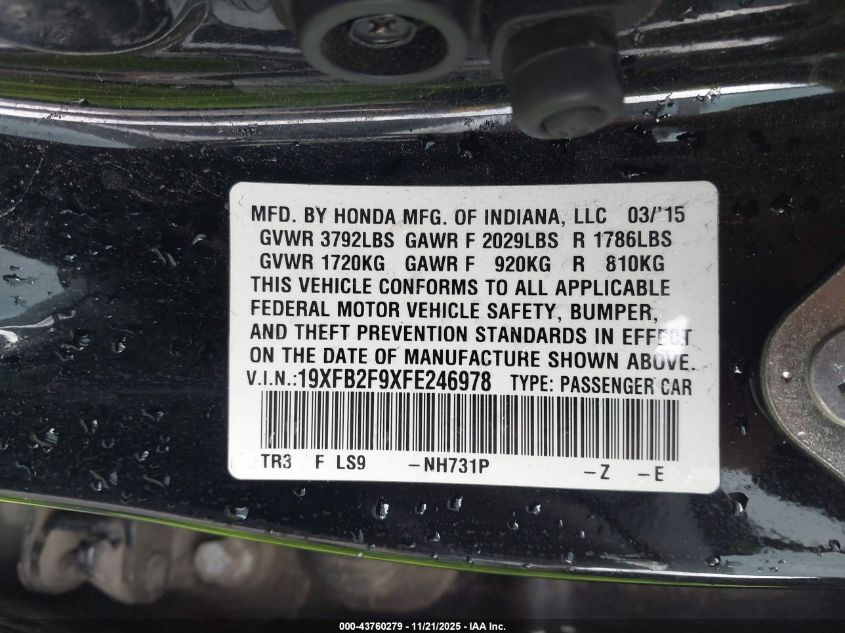 MFD. BY HONDA MFG. OF INDIANA, LLC 03/'15
GVWR 3792LBS GAWR F 2029LBS R 1786LBS
GVWR 1720KG GAWR F 920KG R 810KG
THIS VEHICLE CONFORMS TO ALL APPLICABLE
FEDERAL MOTOR VEHICLE SAFETY, BUMPER,
AND THEFT PREVENTION STANDARDS IN EFFECT
ON THE DATE OF MANUFACTURE SHOWN ABOVE.
V.I.N.:19XFB2F9XFE246978 TYPE: PASSENGER CAR
TR3 F LS9 -NH731P -Z -E
000-43760279 - 11/21/2025 - IAA Inc.